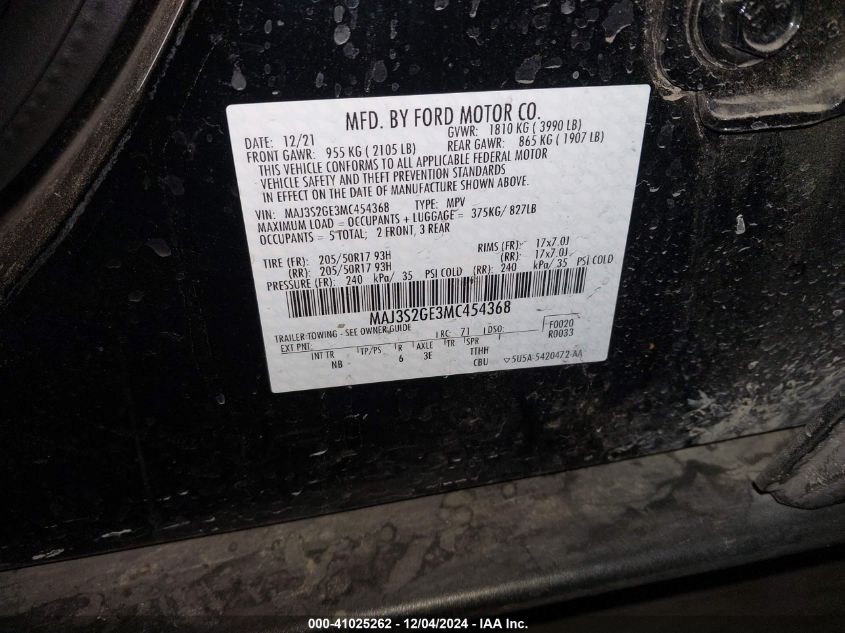 MFD. BY FORD MOTOR CO.
DATE: 12/21 GVWR: 1810 KG ( 3990 LB)
FRONT GAWR: 955 KG ( 2105 LB) REAR GAWR: 865 KG ( 1907 LB)
THIS VEHICLE CONFORMS TO ALL APPLICABLE FEDERAL MOTOR
VEHICLE SAFETY AND THEFT PREVENTION STANDARDS
IN EFFECT ON THE DATE OF MANUFACTURE SHOWN ABOVE.
VIN: MAJ3S2GE3MC454368 TYPE: MPV
MAXIMUM LOAD = OCCUPANTS + LUGGAGE = 375KG/ 827LB
OCCUPANTS = 5 TOTAL; 2 FRONT, 3 REAR
TIRE (FR): 205/50R17 93H RIMS (FR): 17x7.0J
(RR): 205/50R17 93H (RR): 17x7.0J
PRESSURE (FR): 240 kPa/ 35 PSI COLD (RR): 240 kPa/ 35 PSI COLD
MAJ3S2GE3MC454368
TRAILER TOWING - SEE OWNER GUIDE RC: 71 DSO: F0020
EXT PNT: R0033
INT TR TP/PS R AXLE TR SPR
NB 6 3E TTHH
CBU 5U5A-5420472-AA
000-41025262 - 12/04/2024 - IAA Inc.